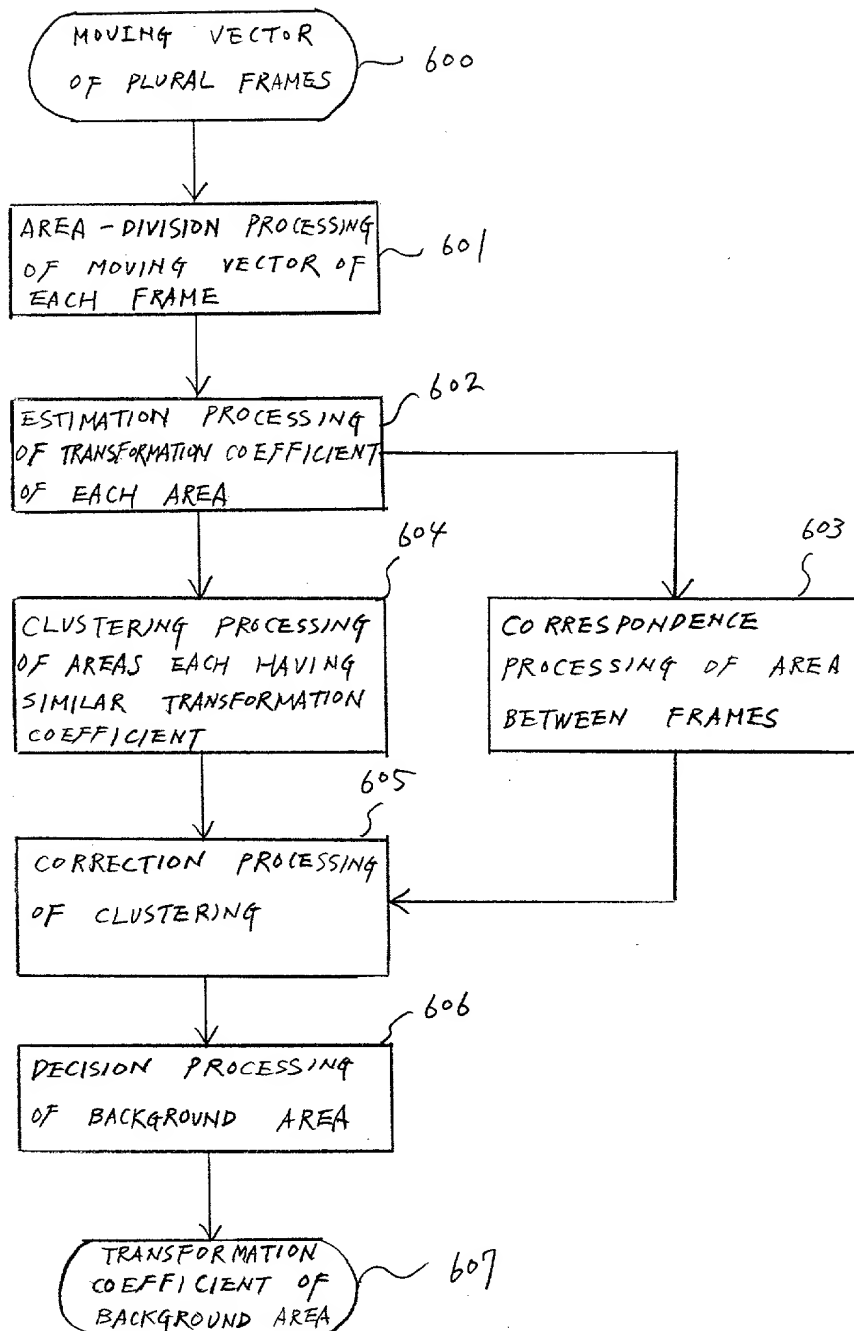 MOVING VECTOR
OF PLURAL FRAMES
600
AREA-DIVISION PROCESSING
OF MOVING VECTOR OF
EACH FRAME
601
602
ESTIMATION PROCESSING
OF TRANSFORMATION COEFFICIENT
OF EACH AREA
604
CLUSTERING PROCESSING
OF AREAS EACH HAVING
SIMILAR TRANSFORMATION
COEFFICIENT
603
CORRESPONDENCE
PROCESSING OF AREA
BETWEEN FRAMES
605
CORRECTION PROCESSING
OF CLUSTERING
606
DECISION PROCESSING
OF BACKGROUND AREA
TRANSFORMATION
COEFFICIENT OF
BACKGROUND AREA
607